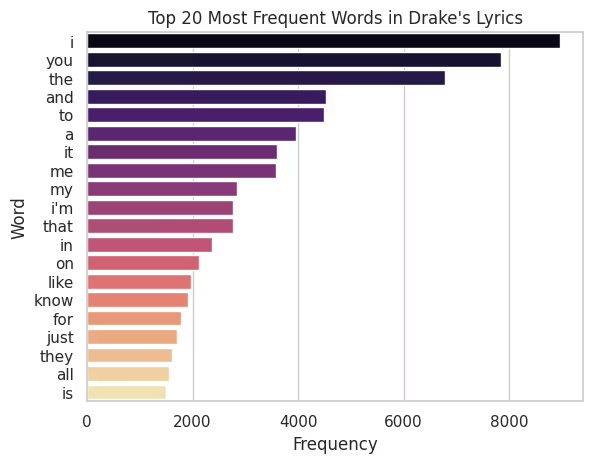 Top 20 Most Frequent Words in Drake's Lyrics
i
you
the
and
to
a
it
me
my
i'm
that
in
on
like
know
for
just
they
all
is
Word
0 2000 4000 6000 8000
Frequency